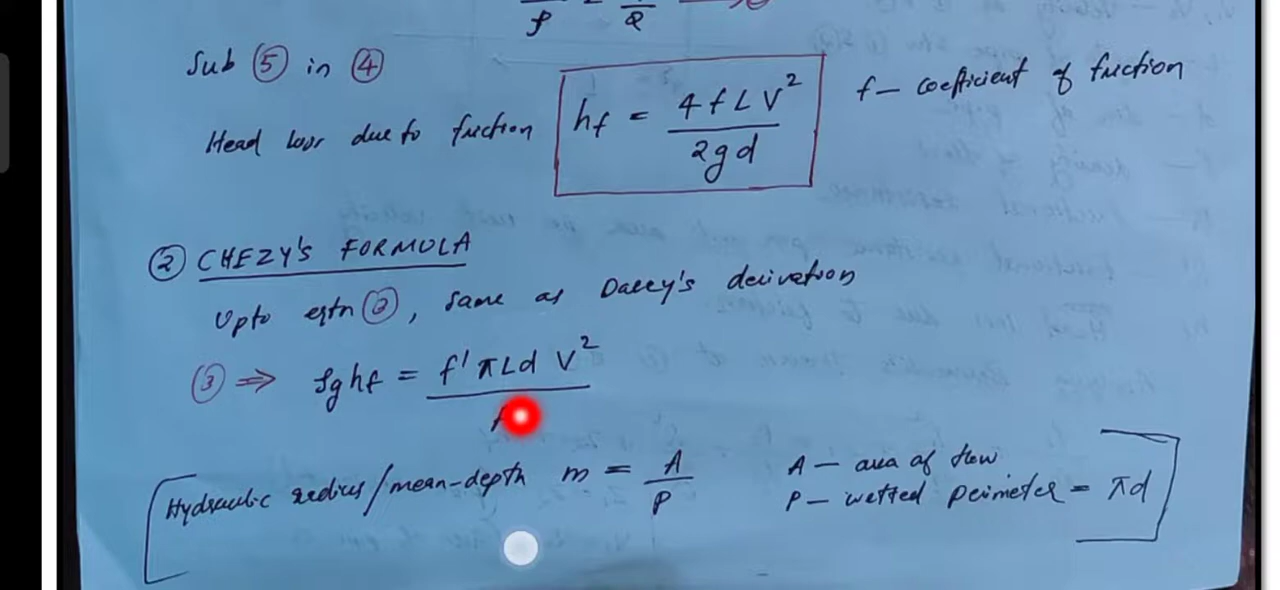 Sub ⑤ in ④
Head loss due to friction hf = 4fLV² / 2gd f — coefficient of friction
② CHEZY'S FORMULA
Upto eqtn ②, same as Darcy's derivation
③ ⇒ ρghf = f'πLdV² /
Hydraulic radius/mean-depth m = A/P A — area of flow
P — wetted perimeter = πd